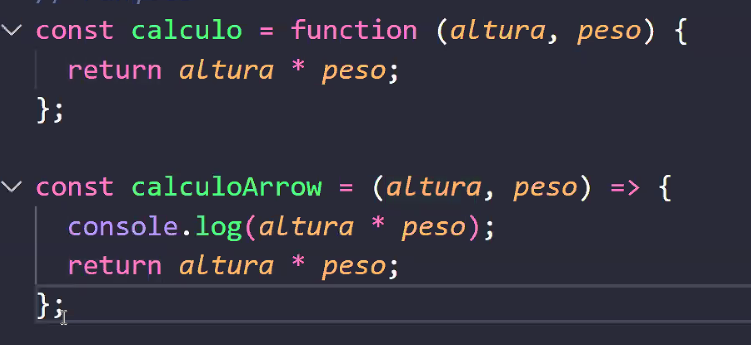 const calculo = function (altura, peso) {
  return altura * peso;
};

const calculoArrow = (altura, peso) => {
  console.log(altura * peso);
  return altura * peso;
};